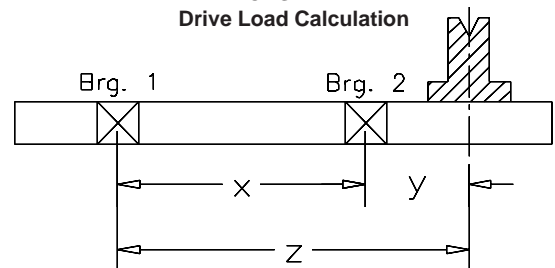 Drive Load Calculation
Brg. 1
Brg. 2
x
y
z